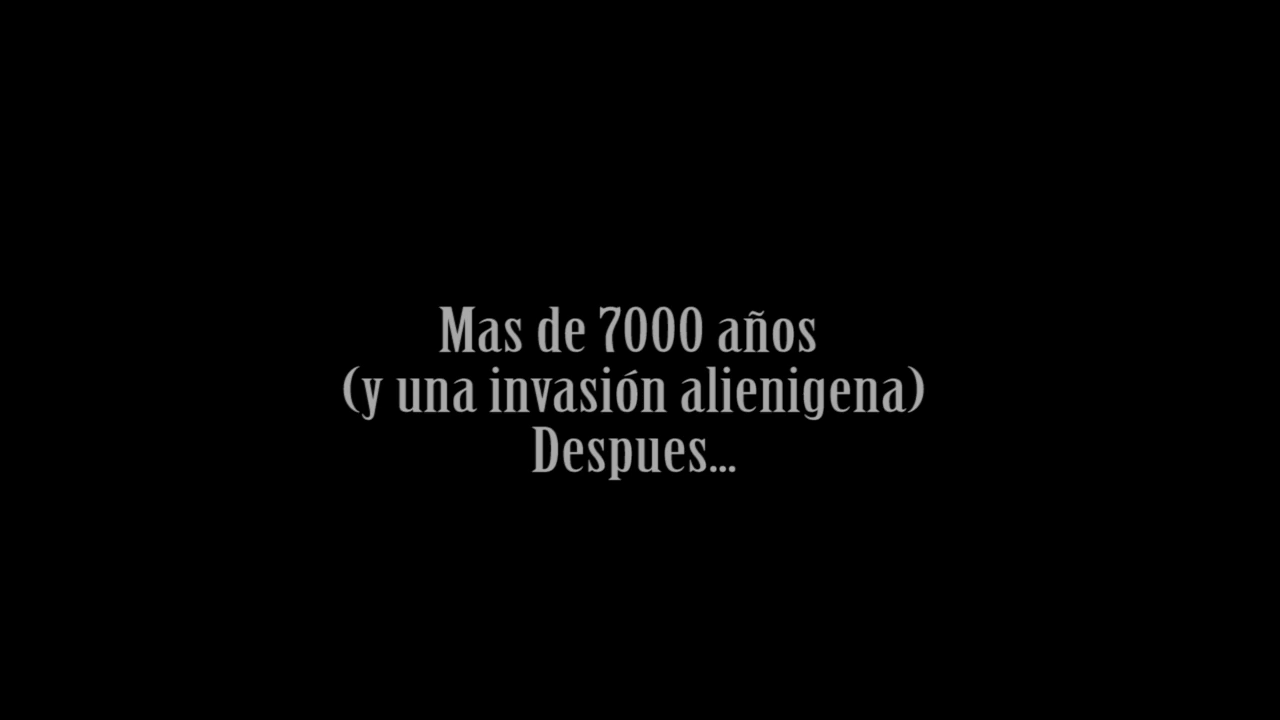 Mas de 7000 años
(y una invasión alienigena)
Despues...